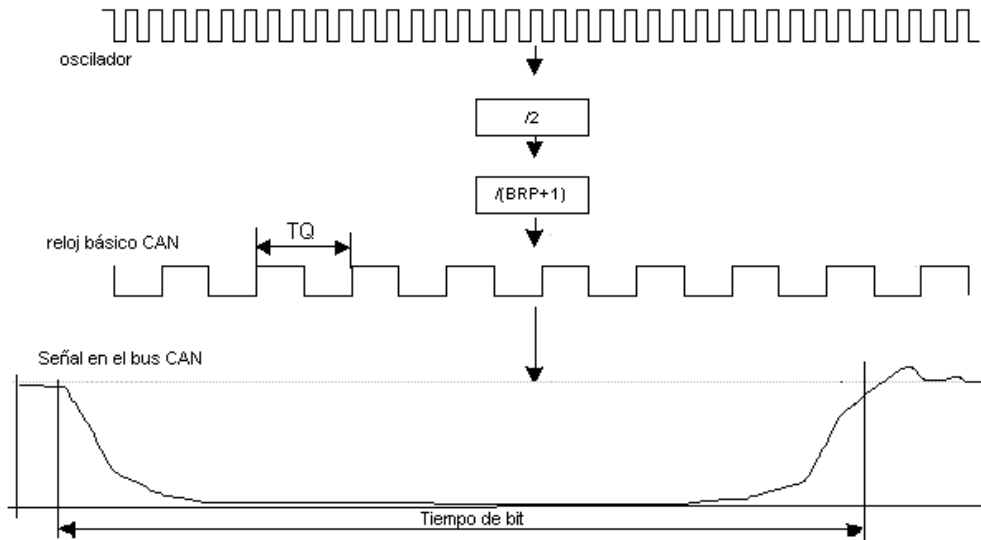 oscilador
/2
/(BRP+1)
TQ
reloj básico CAN
Señal en el bus CAN
Tiempo de bit